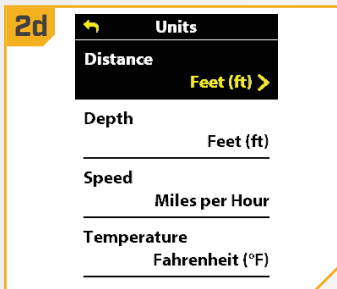 2d
Units
Distance
Feet (ft)
Depth
Feet (ft)
Speed
Miles per Hour
Temperature
Fahrenheit (°F)